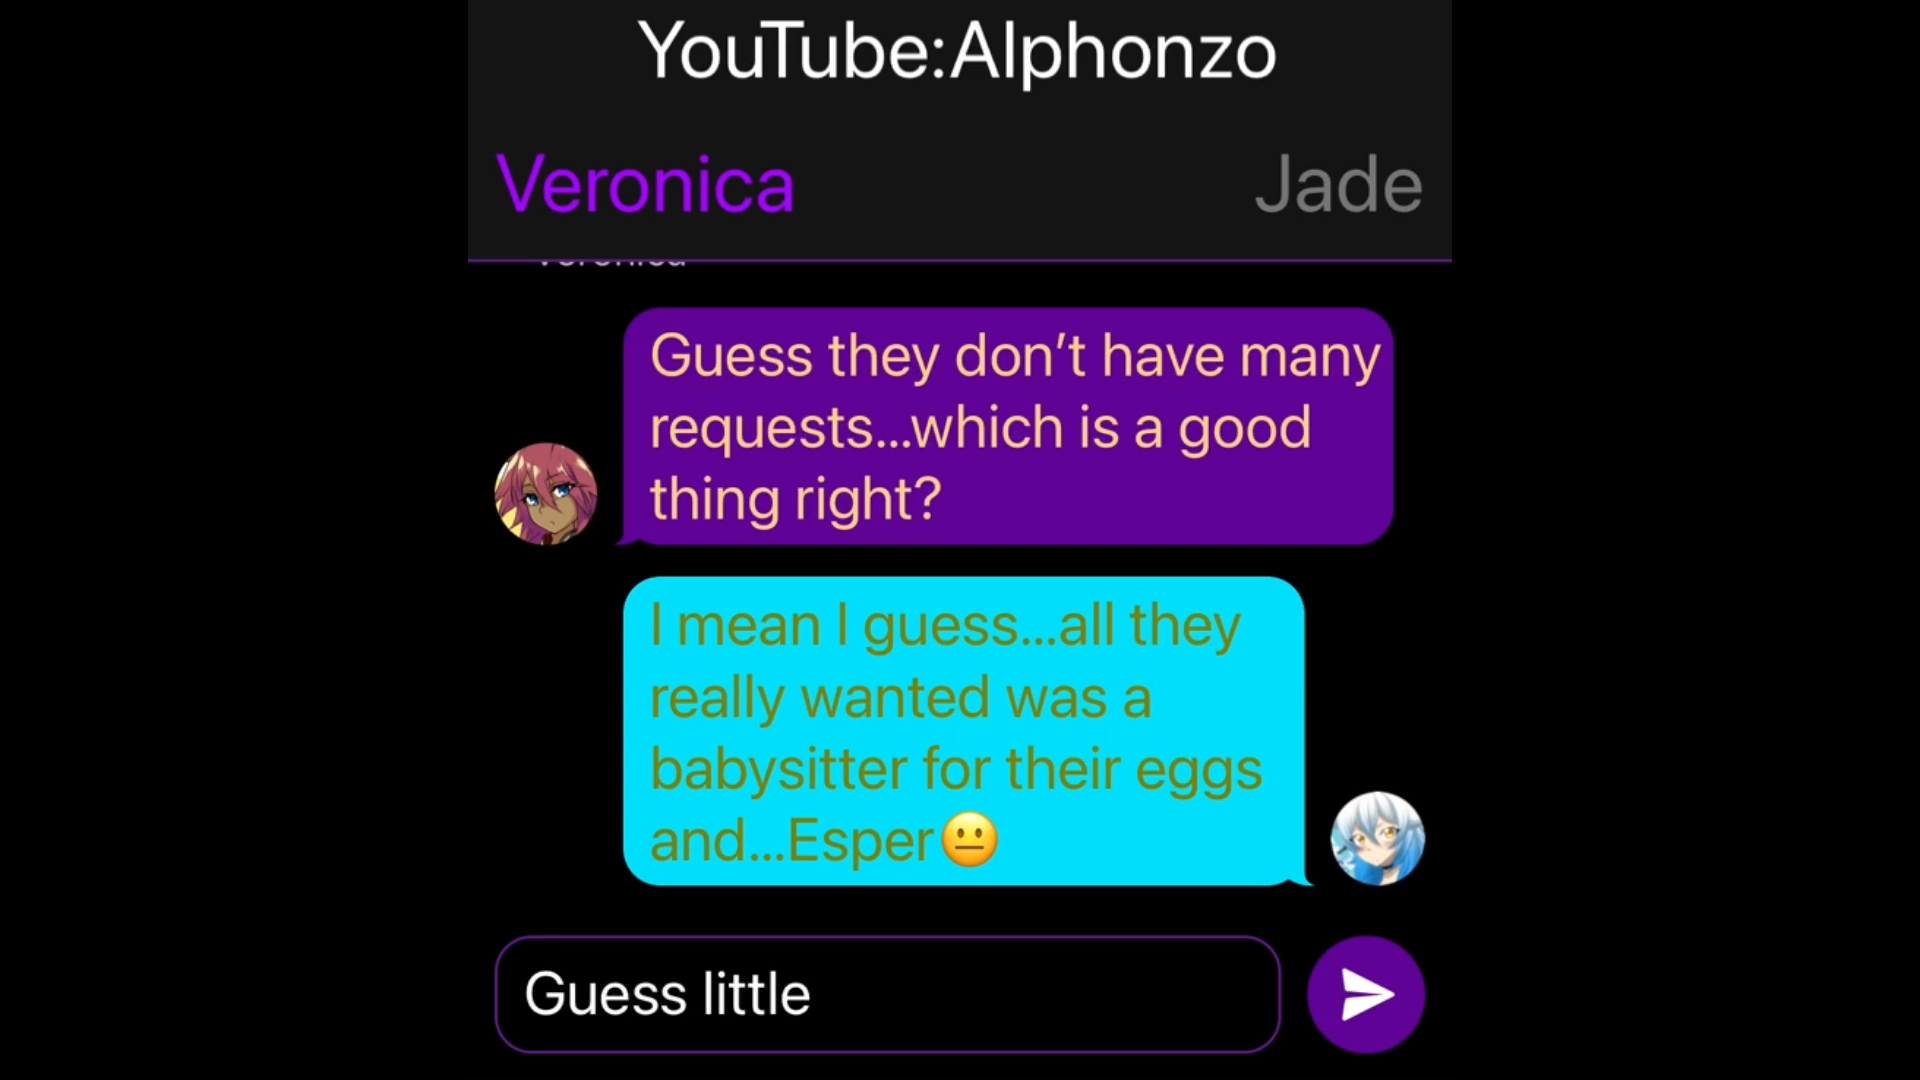 YouTube:Alphonzo
Veronica Jade
Guess they don’t have many
requests...which is a good
thing right?
I mean I guess...all they
really wanted was a
babysitter for their eggs
and...Esper😐
Guess little